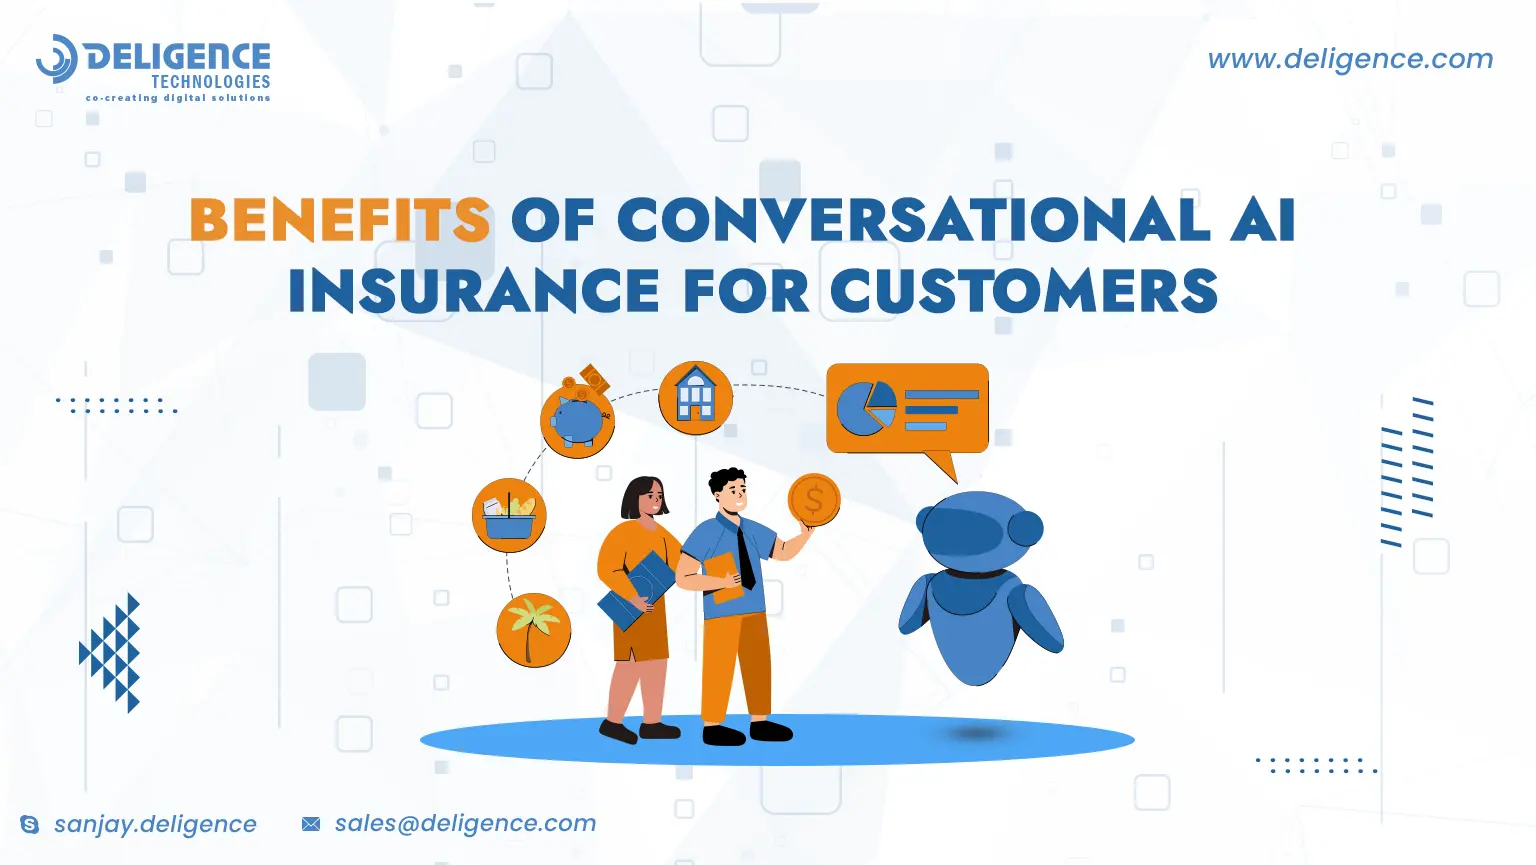 DELIGENCE
TECHNOLOGIES
co-creating digital solutions
www.deligence.com
BENEFITS OF CONVERSATIONAL AI
INSURANCE FOR CUSTOMERS
$
sanjay.deligence
sales@deligence.com